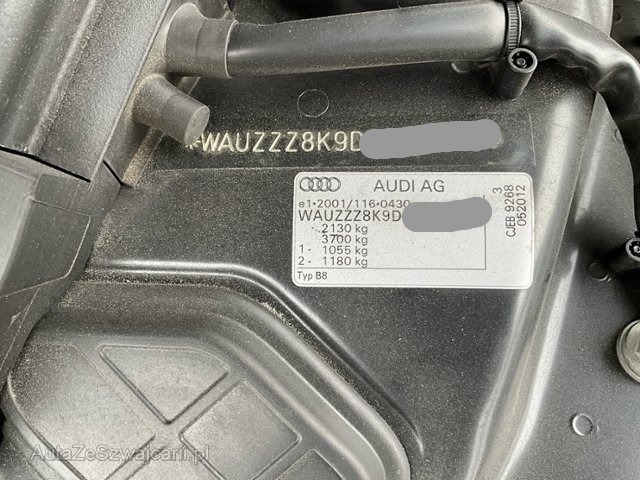 *WAUZZZ8K9D
AUDI AG
e1*2001/116*0430
WAUZZZ8K9D
- 2130 kg
- 3700 kg
1- 1055 kg
2- 1180 kg
Typ B8
3
CJEB 9268
052012
AutaZeSzwajcarii.pl